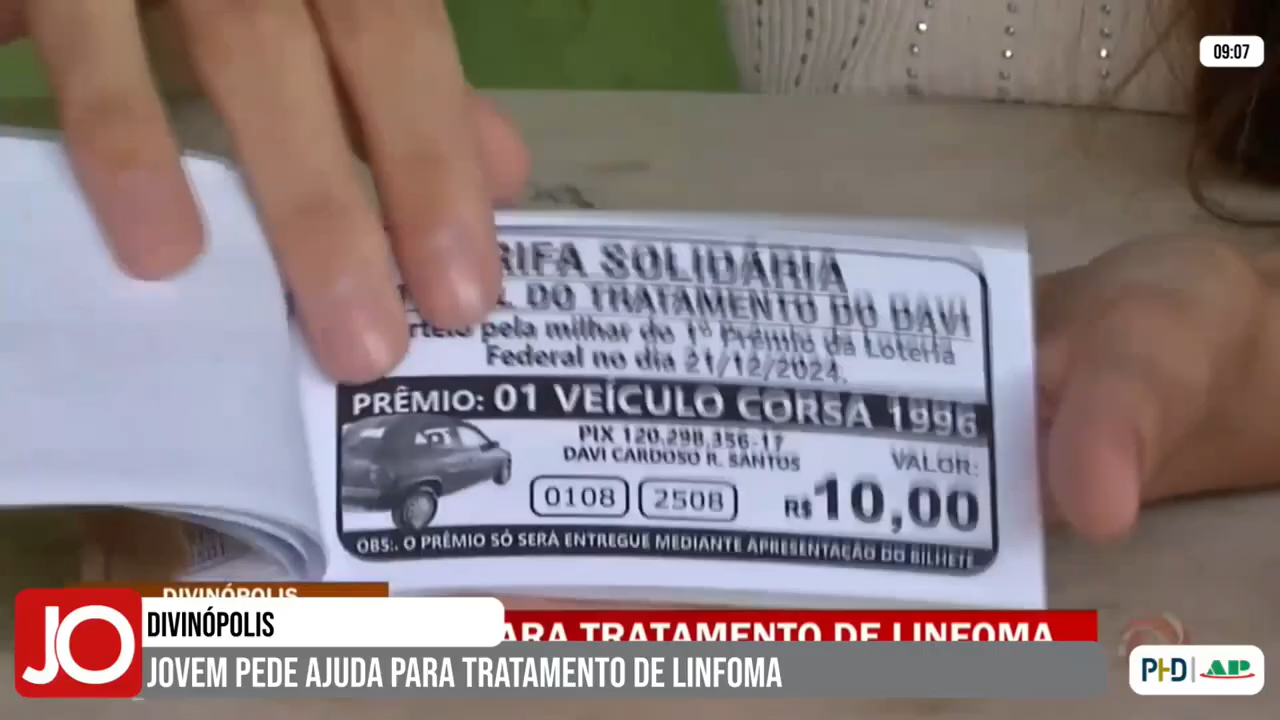 09:07
RIFA SOLIDÁRIA
DO TRATAMENTO DO DAVI
pela milhar do 1º Prêmio da Loteria
Federal no dia 21/12/2024.
PRÊMIO: 01 VEÍCULO CORSA 1996
PIX 120.298.356-17
DAVI CARDOSO R. SANTOS
VALOR:
0108 2508
R$ 10,00
OBS:. O PRÊMIO SÓ SERÁ ENTREGUE MEDIANTE APRESENTAÇÃO DO BILHETE
DIVINÓPOLIS
JO
DIVINÓPOLIS
PARA TRATAMENTO DE LINFOMA
JOVEM PEDE AJUDA PARA TRATAMENTO DE LINFOMA
PHD AP